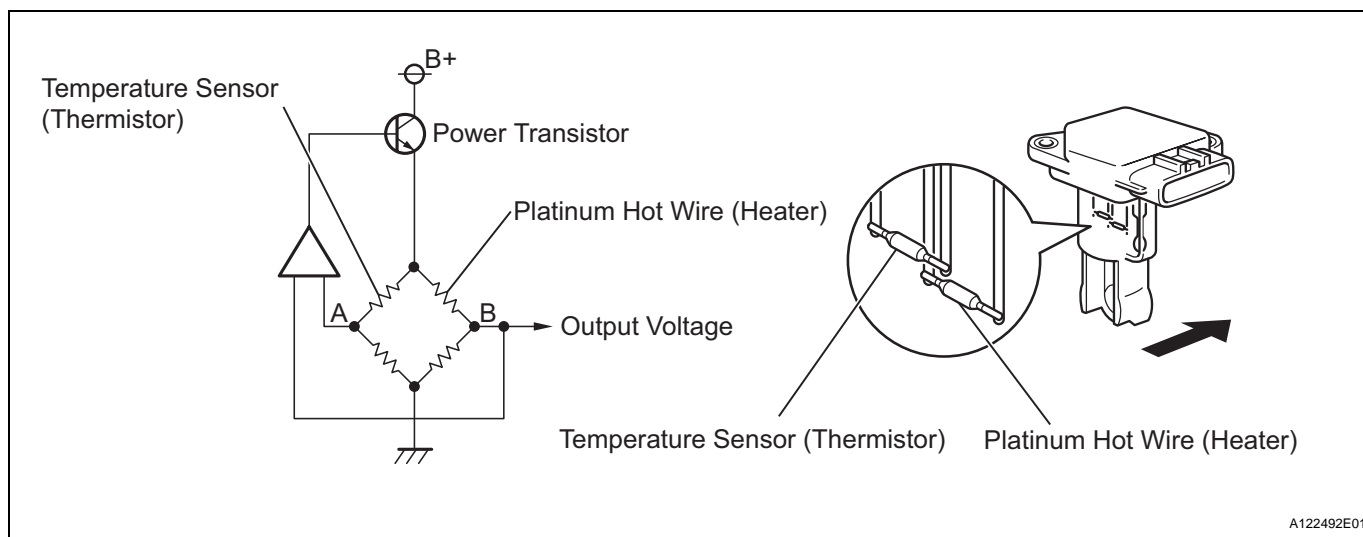 B+
Temperature Sensor
(Thermistor)
Power Transistor
Platinum Hot Wire (Heater)
A
B
Output Voltage
Temperature Sensor (Thermistor)
Platinum Hot Wire (Heater)
A122492E01